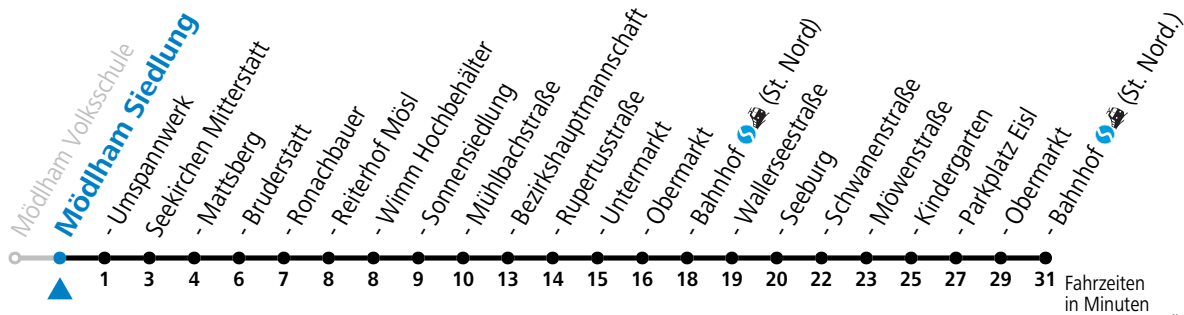 Mödlham Volksschule
Mödlham Siedlung
- Umspannwerk
Seekirchen Mitterstatt
- Mattsberg
- Bruderstatt
- Ronachbauer
- Reiterhof Mösl
- Wimm Hochbehälter
- Sonnensiedlung
- Mühlbachstraße
- Bezirkshauptmannschaft
- Rupertusstraße
- Untermarkt
- Obermarkt
- Bahnhof S (St. Nord)
- Wallerseestraße
- Seeburg
- Schwanenstraße
- Möwenstraße
- Kindergarten
- Parkplatz Eisl
- Obermarkt
- Bahnhof S (St. Nord.)
1 3 4 6 7 8 8 9 10 13 14 15 16 18 19 20 22 23 25 27 29 31
Fahrzeiten
in Minuten